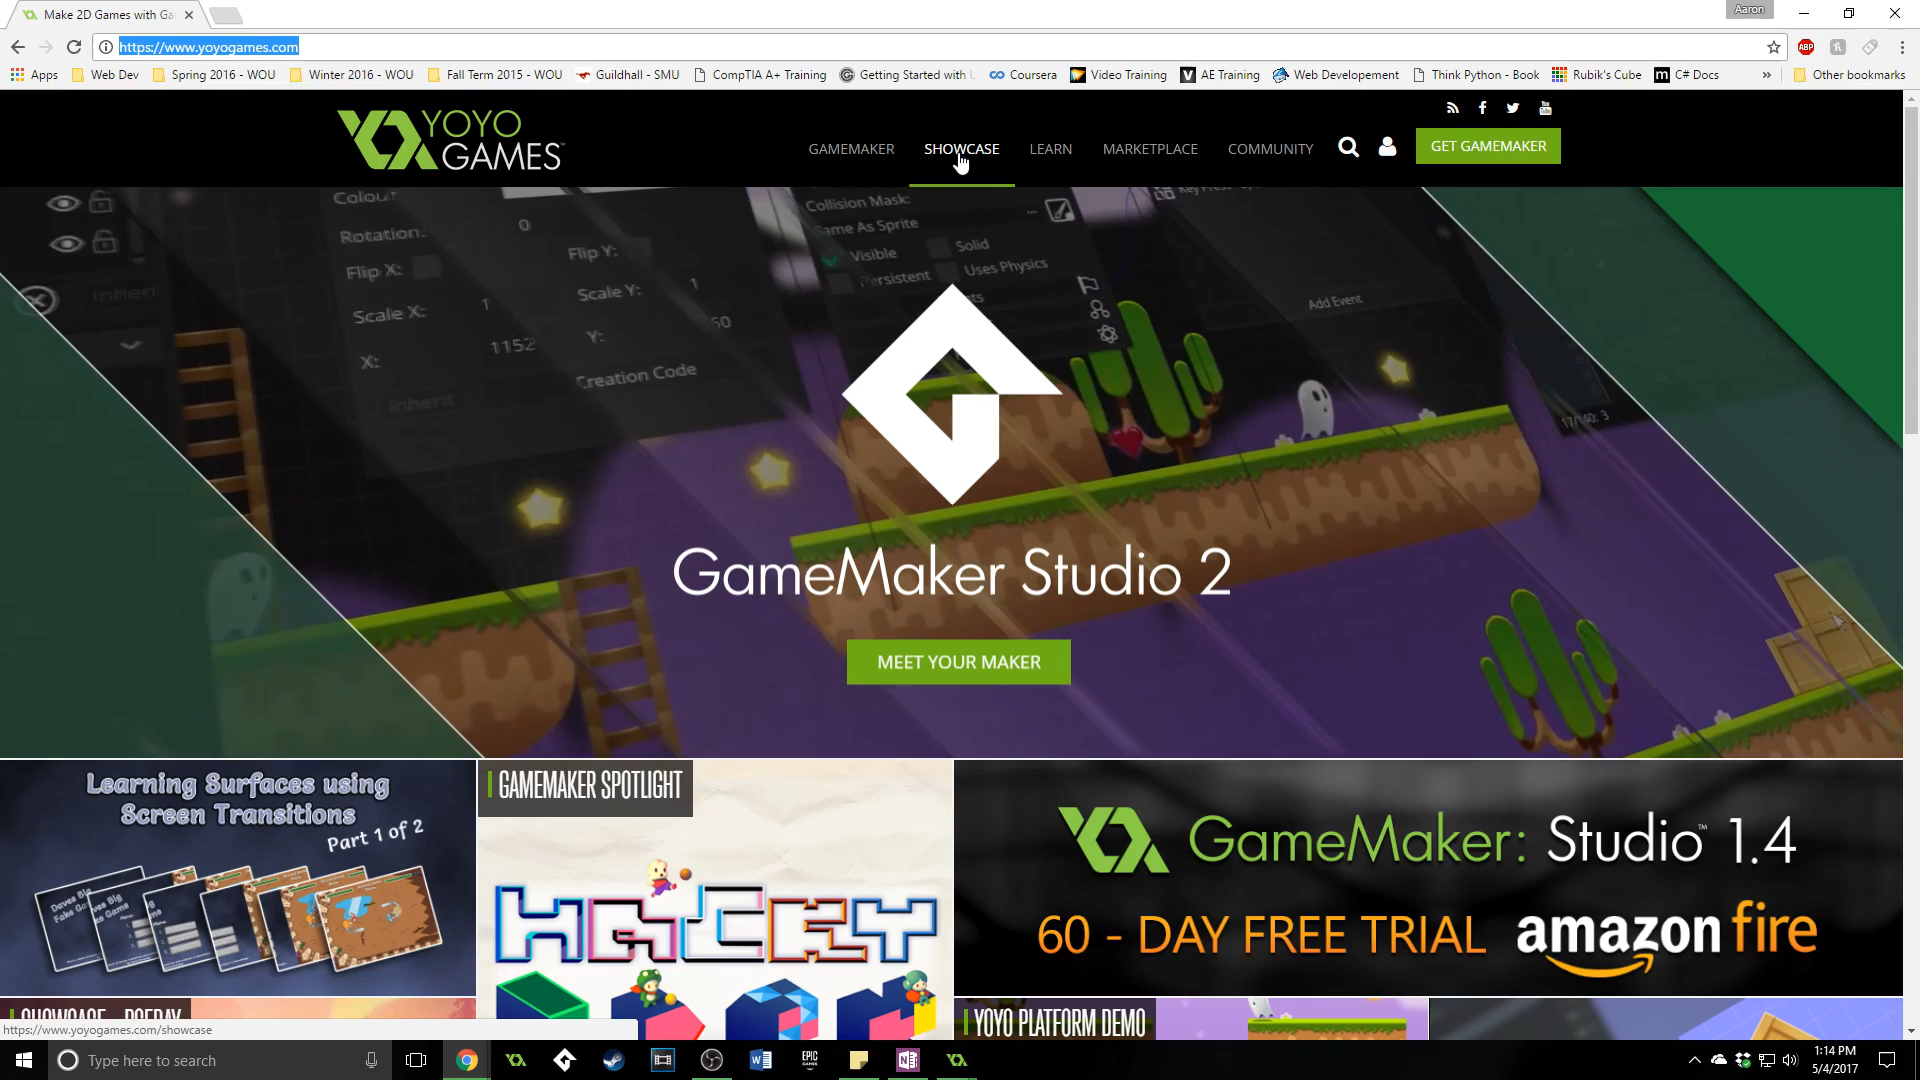 Make 2D Games with Ga
Aaron
https://www.yoyogames.com
ABP
Apps
Web Dev
Spring 2016 - WOU
Winter 2016 - WOU
Fall Term 2015 - WOU
Guildhall - SMU
CompTIA A+ Training
Getting Started with
Coursera
Video Training
AE Training
Web Developement
Think Python - Book
Rubik's Cube
C# Docs
Other bookmarks
YOYO
GAMES
GAMEMAKER
SHOWCASE
LEARN
MARKETPLACE
COMMUNITY
GET GAMEMAKER
Colour
Rotation:
0
Flip X:
Flip Y:
Scale X:
1
Scale Y:
1
X:
1152
Y:
Creation Code
Inherit
Collision Mask:
Same As Sprite
Visible
Solid
Persistent
Uses Physics
Add Event
GameMaker Studio 2
MEET YOUR MAKER
Learning Surfaces using
Screen Transitions
Part 1 of 2
GAMEMAKER SPOTLIGHT
GameMaker: Studio™ 1.4
60 - DAY FREE TRIAL amazon fire
YOYO PLATFORM DEMO
https://www.yoyogames.com/showcase
Type here to search
EPIC
GAMES
1:14 PM
5/4/2017